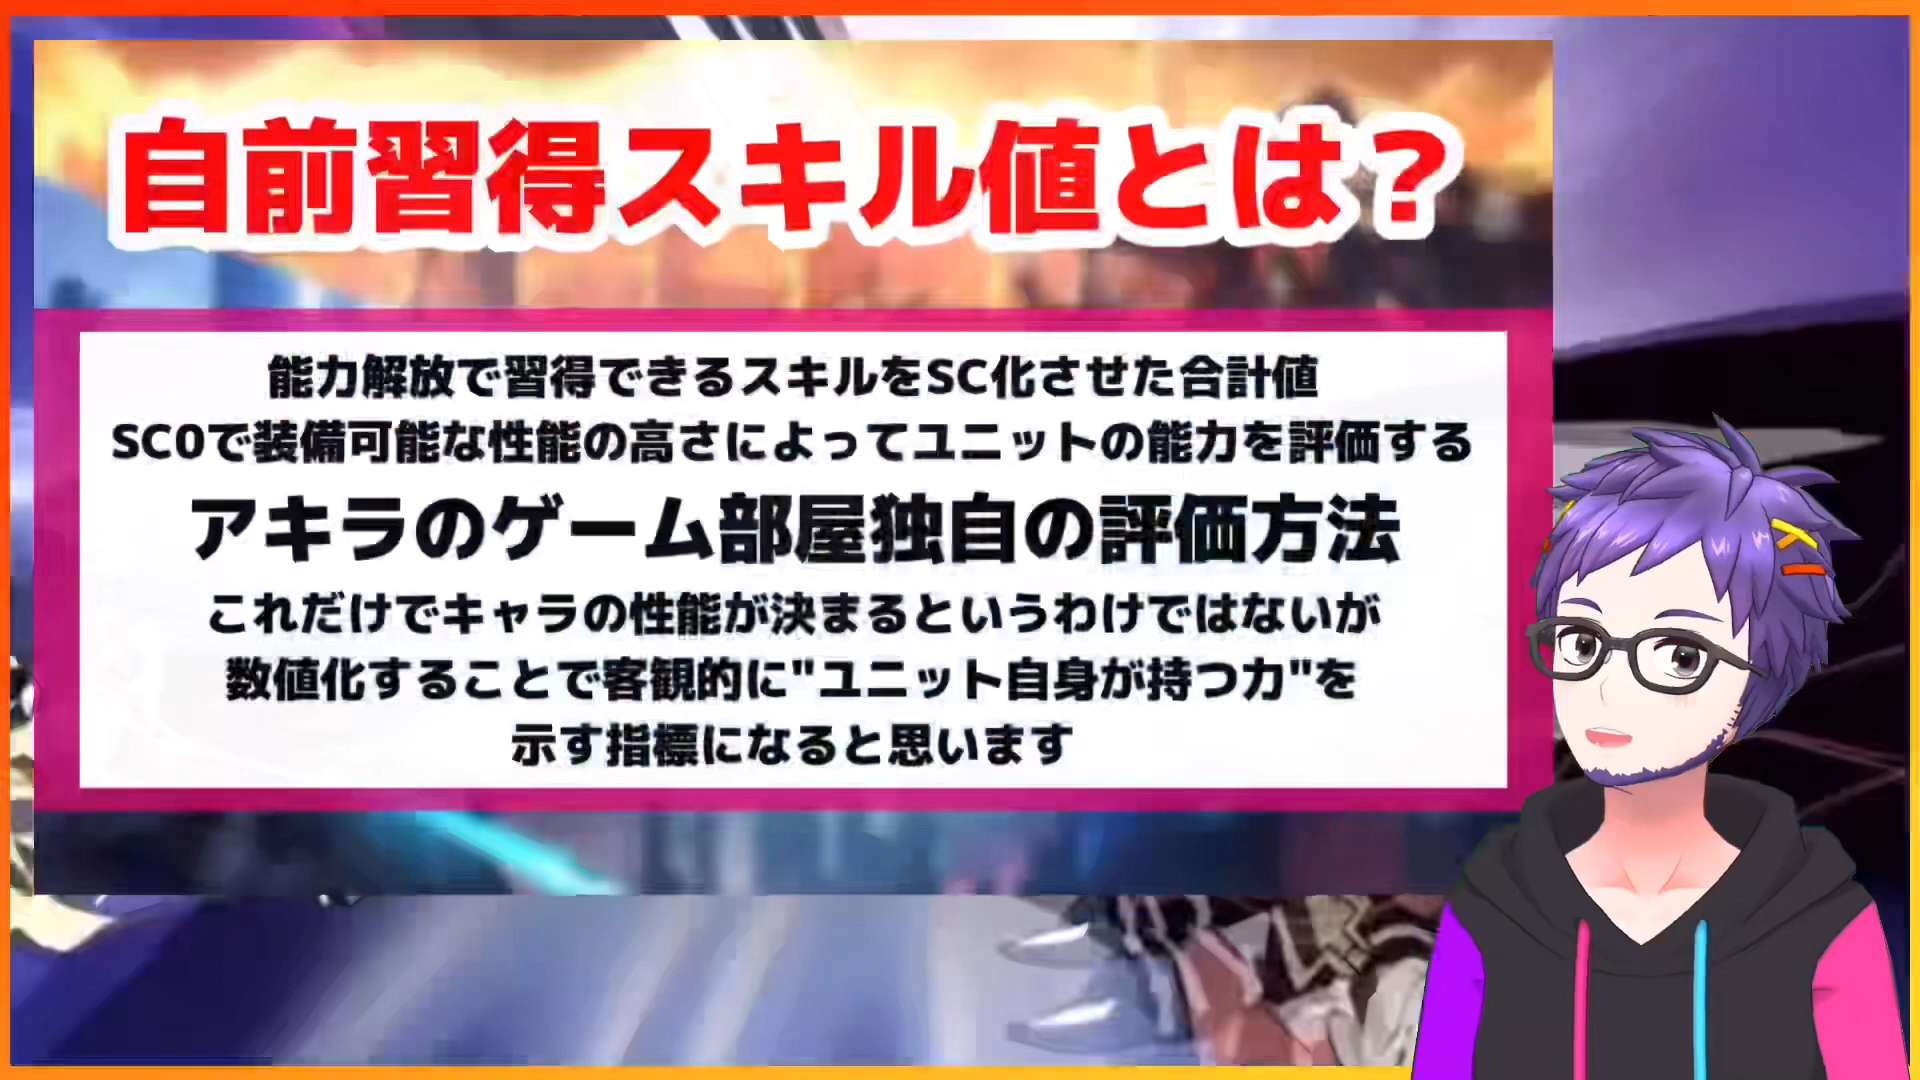 自前習得スキル値とは？
能力解放で習得できるスキルをSC化させた合計値
SC0で装備可能な性能の高さによってユニットの能力を評価する
アキラのゲーム部屋独自の評価方法
これだけでキャラの性能が決まるというわけではないが
数値化することで客観的に"ユニット自身が持つ力"を
示す指標になると思います